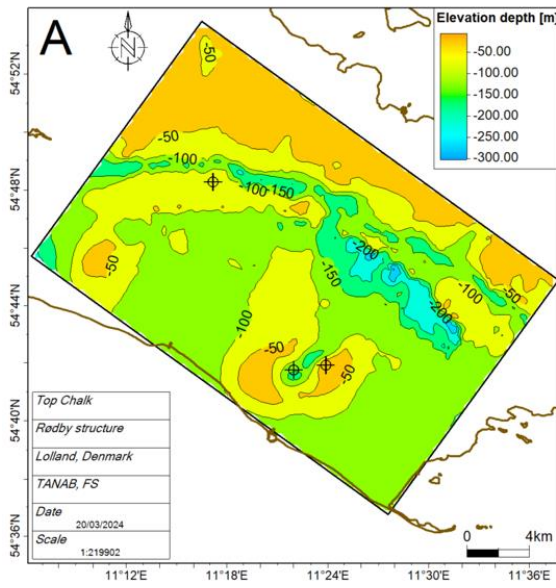 A
N
Elevation depth [m]
-50.00
-100.00
-150.00
-200.00
-250.00
-300.00
54°52'N
54°48'N
54°44'N
54°40'N
54°36'N
-50
-50
-100
-100
-150
-200
-150
-50
-100
-50
-200
-100
-50
-50
Top Chalk
Rødby structure
Lolland, Denmark
TANAB, FS
Date
20/03/2024
Scale
1:219902
0
4km
11°12'E
11°18'E
11°24'E
11°30'E
11°36'E